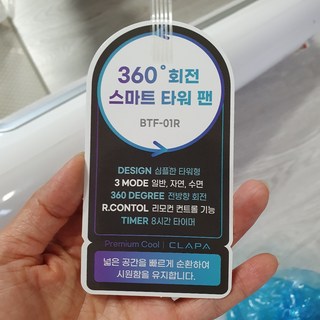 360° 회전
스마트 타워 팬
BTF-01R
DESIGN 심플한 타워형
3 MODE 일반, 자연, 수면
360 DEGREE 전방향 회전
R.CONTOL 리모컨 컨트롤 기능
TIMER 8시간 타이머
Premium Cool | CLAPA
넓은 공간을 빠르게 순환하여
시원함을 유지합니다.